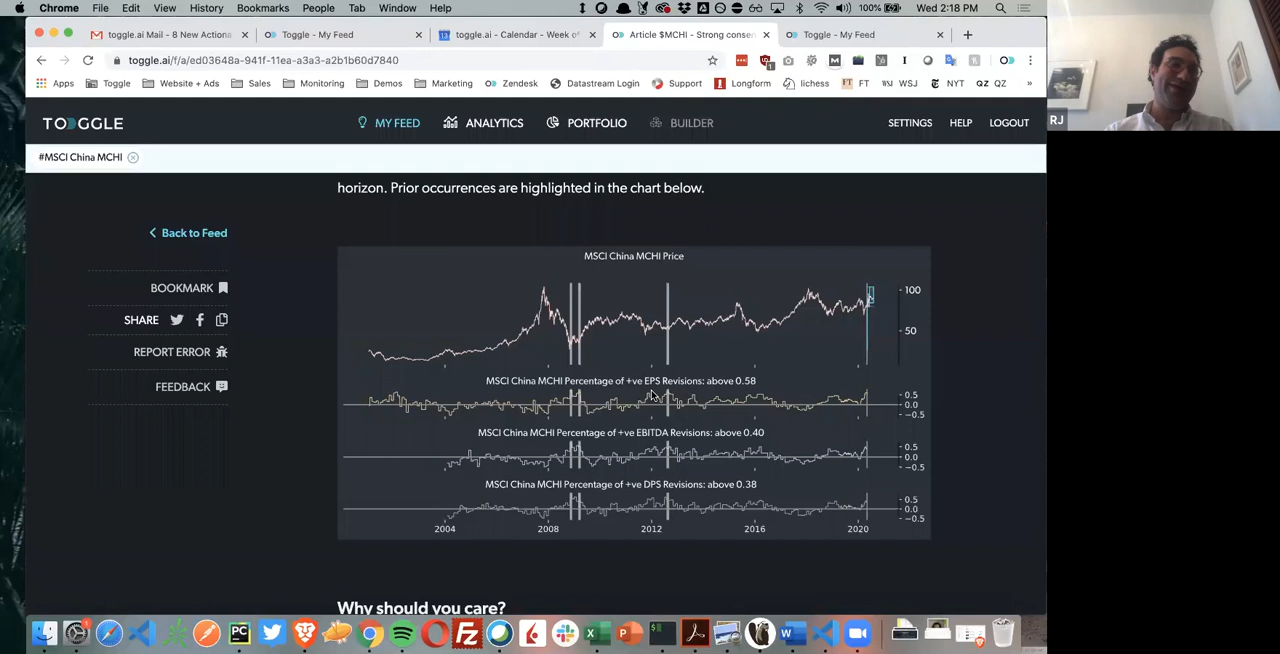 Chrome File Edit View History Bookmarks People Tab Window Help 100% Wed 2:18 PM
toggle.ai Mail - 8 New Actiona Toggle - My Feed toggle.ai - Calendar - Week of Article $MCHI - Strong consen Toggle - My Feed
toggle.ai/f/a/ed03648a-941f-11ea-a3a3-a2b1b60d7840
Apps Toggle Website + Ads Sales Monitoring Demos Marketing Zendesk Datastream Login Support Longform lichess FT WSJ NYT QZ »
TOGGLE MY FEED ANALYTICS PORTFOLIO BUILDER SETTINGS HELP LOGOUT
RJ
#MSCI China MCHI
horizon. Prior occurrences are highlighted in the chart below.
Back to Feed
BOOKMARK
SHARE
REPORT ERROR
FEEDBACK
MSCI China MCHI Price
100
50
MSCI China MCHI Percentage of +ve EPS Revisions: above 0.58
0.5
0.0
−0.5
MSCI China MCHI Percentage of +ve EBITDA Revisions: above 0.40
0.5
0.0
−0.5
MSCI China MCHI Percentage of +ve DPS Revisions: above 0.38
0.5
0.0
−0.5
2004 2008 2012 2016 2020
Why should you care?